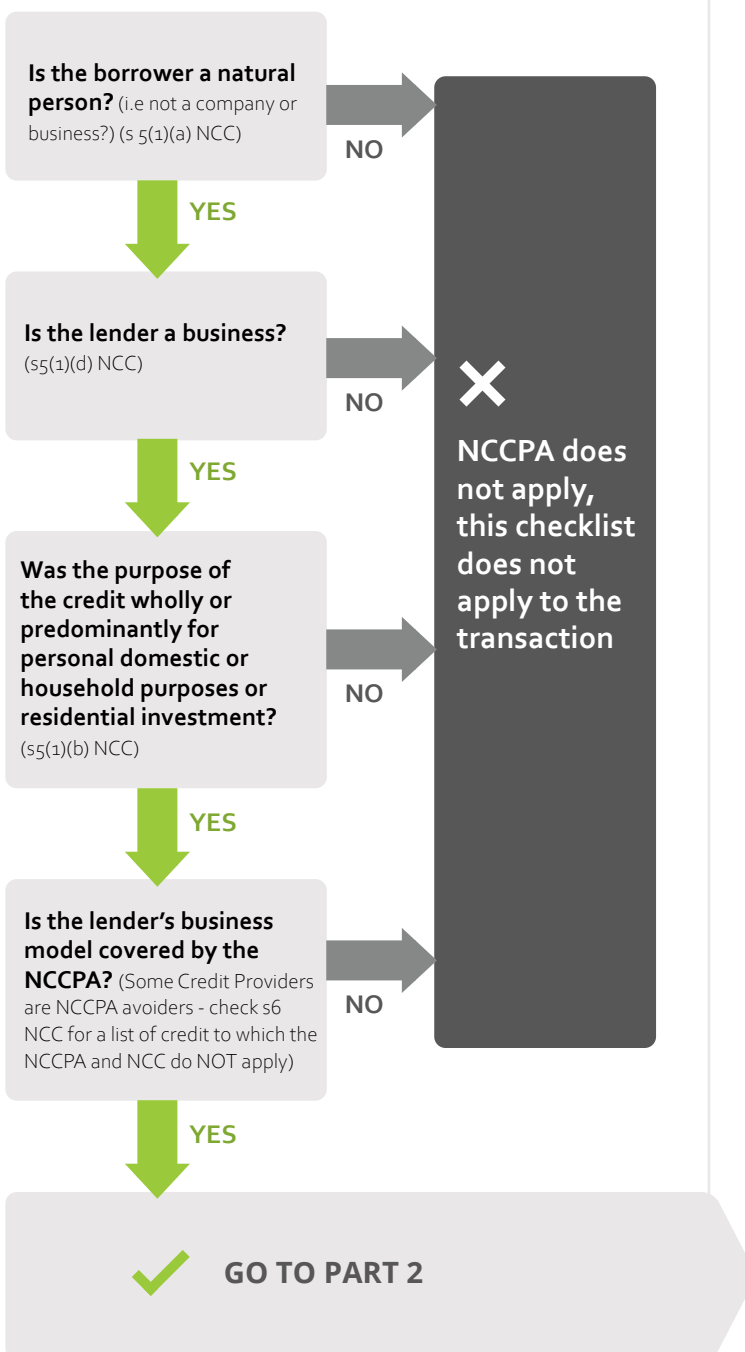 Is the borrower a natural
person? (i.e not a company or
business?) (s 5(1)(a) NCC)
NO
YES
Is the lender a business?
(s5(1)(d) NCC)
NO
YES
Was the purpose of
the credit wholly or
predominantly for
personal domestic or
household purposes or
residential investment?
(s5(1)(b) NCC)
NO
YES
Is the lender's business
model covered by the
NCCPA? (Some Credit Providers
are NCCPA avoiders - check s6
NCC for a list of credit to which the
NCCPA and NCC do NOT apply)
NO
YES
NCCPA does
not apply,
this checklist
does not
apply to the
transaction
GO TO PART 2